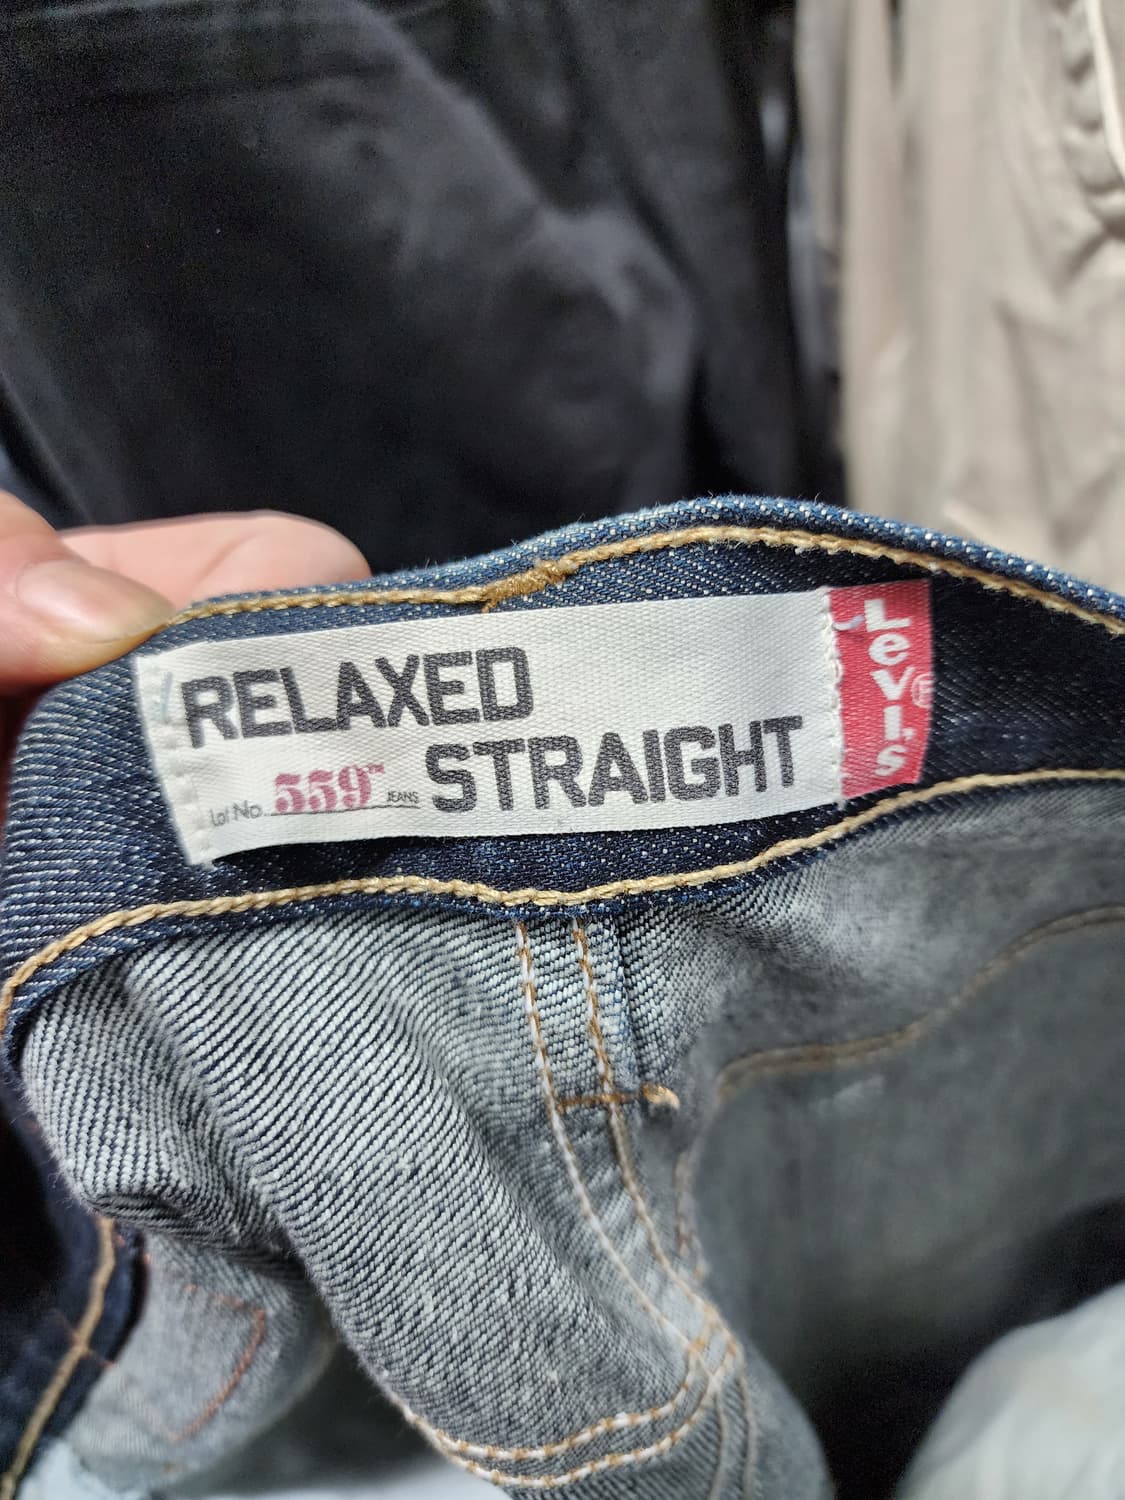 RELAXED
Lot No. 559™ JEANS STRAIGHT
Levi's®